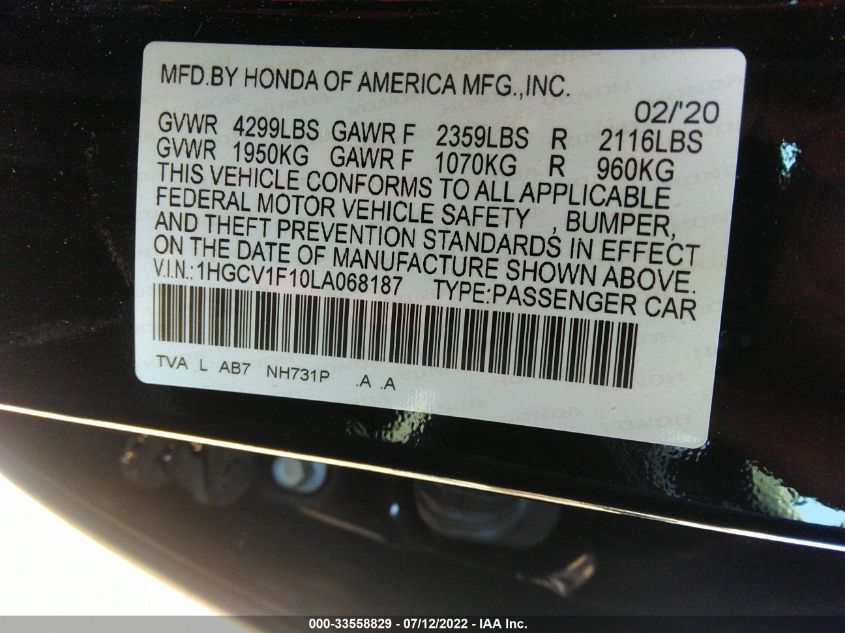 MFD.BY HONDA OF AMERICA MFG.,INC.
02/'20
GVWR 4299LBS GAWR F 2359LBS R 2116LBS
GVWR 1950KG GAWR F 1070KG R 960KG
THIS VEHICLE CONFORMS TO ALL APPLICABLE
FEDERAL MOTOR VEHICLE SAFETY , BUMPER,
AND THEFT PREVENTION STANDARDS IN EFFECT
ON THE DATE OF MANUFACTURE SHOWN ABOVE.
V.I.N.:1HGCV1F10LA068187 TYPE:PASSENGER CAR
TVA L AB7 NH731P .A .A
000-33558829 - 07/12/2022 - IAA Inc.